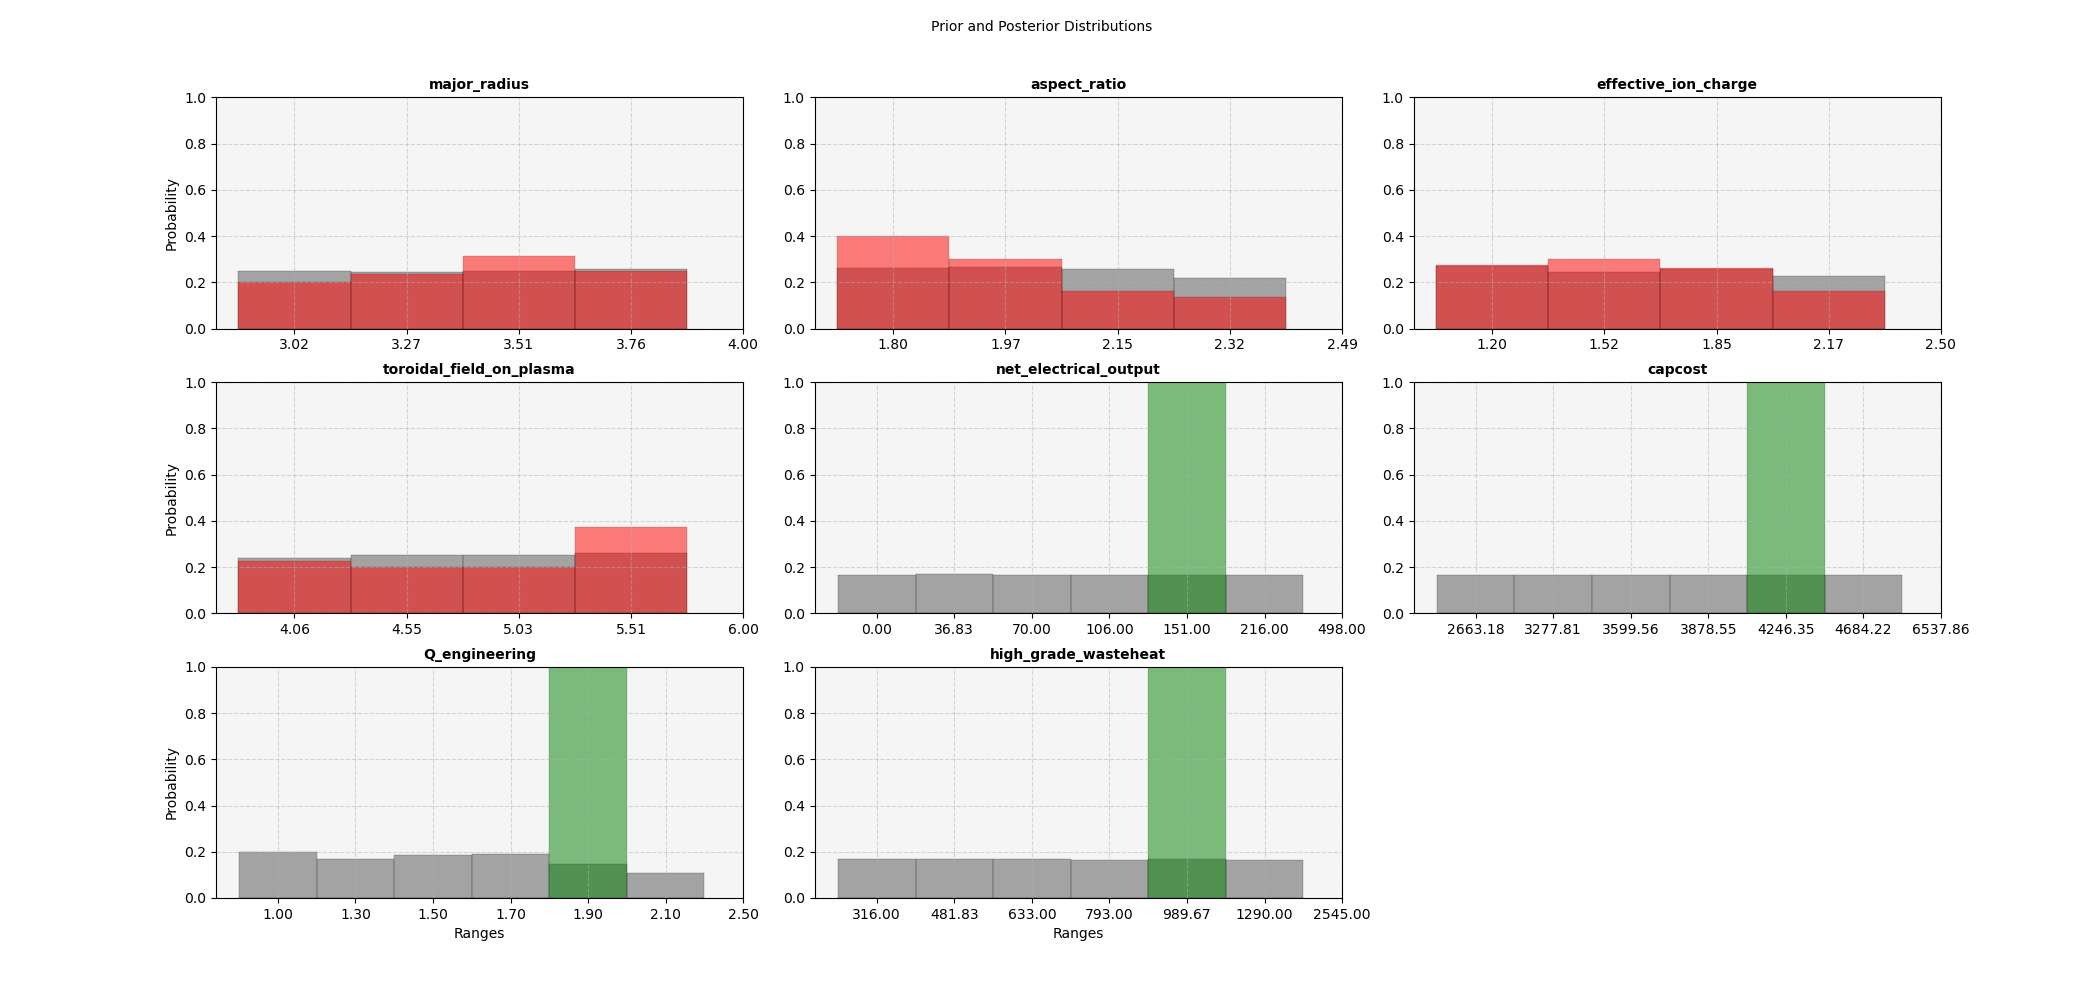 Prior and Posterior Distributions
major_radius
aspect_ratio
effective_ion_charge
Probability
1.0
0.8
0.6
0.4
0.2
0.0
3.02 3.27 3.51 3.76 4.00
1.0
0.8
0.6
0.4
0.2
0.0
1.80 1.97 2.15 2.32 2.49
1.0
0.8
0.6
0.4
0.2
0.0
1.20 1.52 1.85 2.17 2.50
toroidal_field_on_plasma
net_electrical_output
capcost
Probability
1.0
0.8
0.6
0.4
0.2
0.0
4.06 4.55 5.03 5.51 6.00
1.0
0.8
0.6
0.4
0.2
0.0
0.00 36.83 70.00 106.00 151.00 216.00 498.00
1.0
0.8
0.6
0.4
0.2
0.0
2663.18 3277.81 3599.56 3878.55 4246.35 4684.22 6537.86
Q_engineering
high_grade_wasteheat
Probability
1.0
0.8
0.6
0.4
0.2
0.0
1.00 1.30 1.50 1.70 1.90 2.10 2.50
Ranges
1.0
0.8
0.6
0.4
0.2
0.0
316.00 481.83 633.00 793.00 989.67 1290.00 2545.00
Ranges